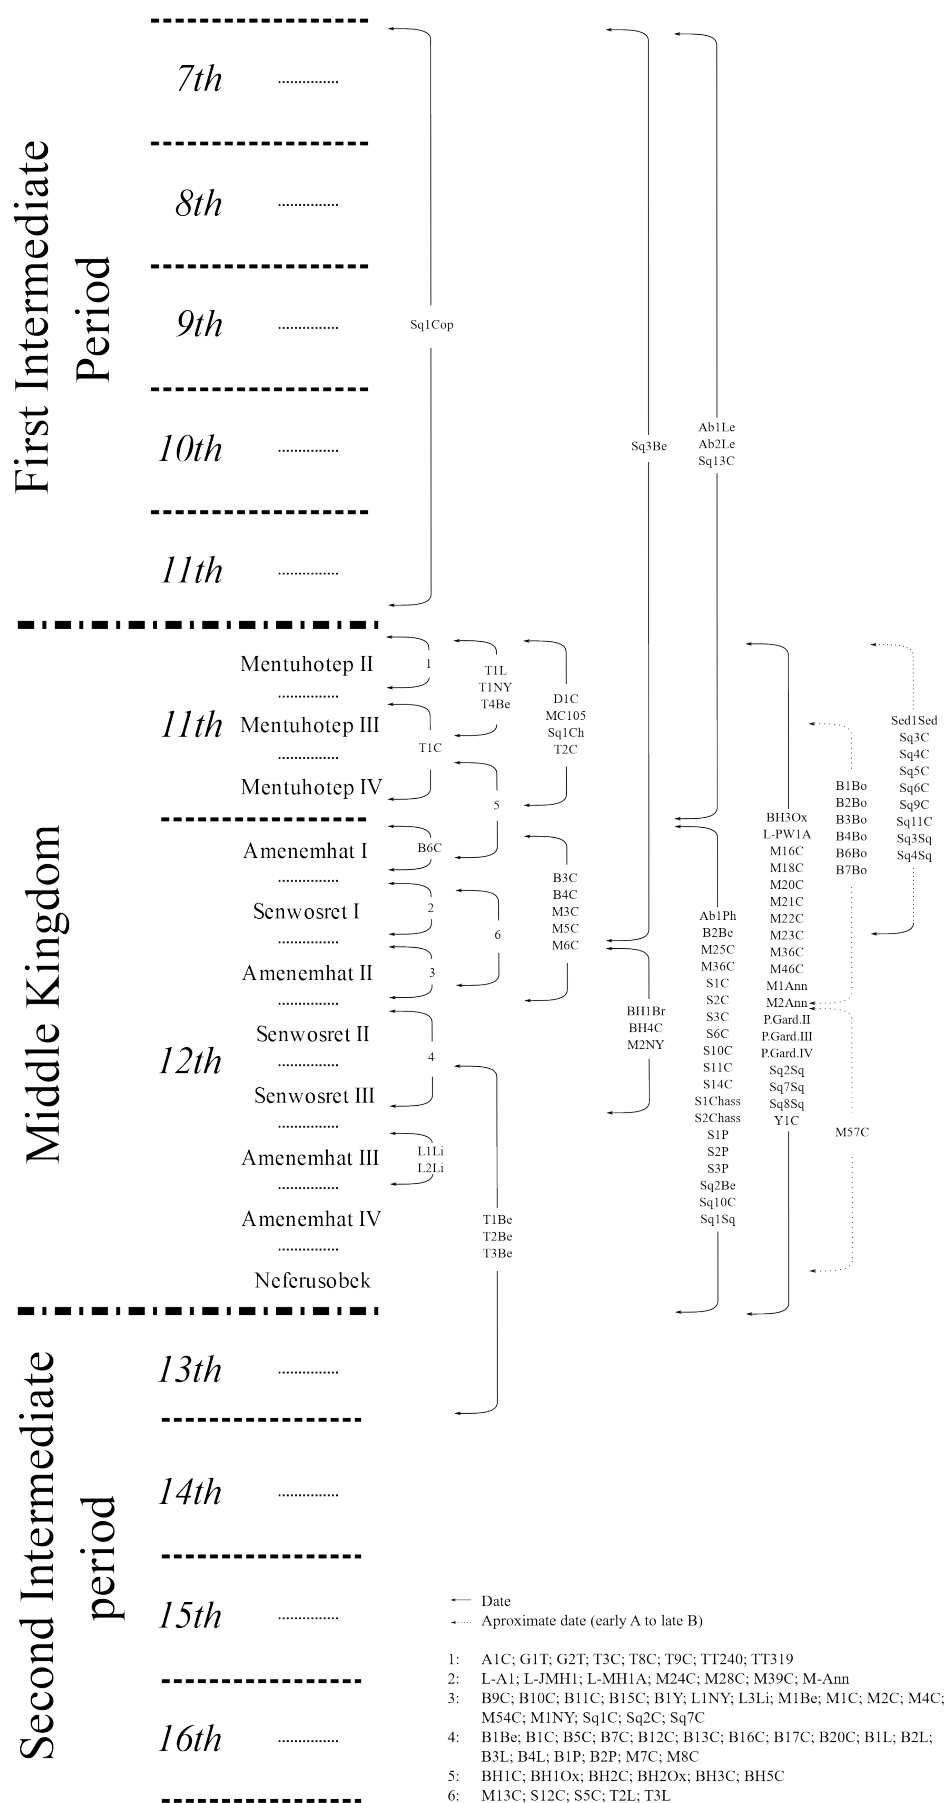 First Intermediate
Period
7th
8th
9th
10th
11th
Sq1Cop
Sq3Be
Ab1Le
Ab2Le
Sq13C
Middle Kingdom
11th
Mentuhotep II
Mentuhotep III
Mentuhotep IV
12th
Amenemhat I
Senwosret I
Amenemhat II
Senwosret II
Senwosret III
Amenemhat III
Amenemhat IV
Neferusobek
1
T1C
B6C
2
3
4
L1Li
L2Li
T1L
T1NY
T4Be
5
6
T1Be
T2Be
T3Be
D1C
MC105
Sq1Ch
T2C
B3C
B4C
M3C
M5C
M6C
BH1Br
BH4C
M2NY
Ab1Ph
B2Be
M25C
M36C
S1C
S2C
S3C
S6C
S10C
S11C
S14C
S1Chass
S2Chass
S1P
S2P
S3P
Sq2Be
Sq10C
Sq1Sq
BH3Ox
L-PW1A
M16C
M18C
M20C
M21C
M22C
M23C
M36C
M46C
M1Ann
M2Ann
P.Gard.II
P.Gard.III
P.Gard.IV
Sq2Sq
Sq7Sq
Sq8Sq
Y1C
B1Bo
B2Bo
B3Bo
B4Bo
B6Bo
B7Bo
M57C
Sed1Sed
Sq3C
Sq4C
Sq5C
Sq6C
Sq9C
Sq11C
Sq3Sq
Sq4Sq
Second Intermediate
period
13th
14th
15th
16th
Date
Aproximate date (early A to late B)
1: A1C; G1T; G2T; T3C; T8C; T9C; TT240; TT319
2: L-A1; L-JMH1; L-MH1A; M24C; M28C; M39C; M-Ann
3: B9C; B10C; B11C; B15C; B1Y; L1NY; L3Li; M1Be; M1C; M2C; M4C;
M54C; M1NY; Sq1C; Sq2C; Sq7C
4: B1Be; B1C; B5C; B7C; B12C; B13C; B16C; B17C; B20C; B1L; B2L;
B3L; B4L; B1P; B2P; M7C; M8C
5: BH1C; BH1Ox; BH2C; BH2Ox; BH3C; BH5C
6: M13C; S12C; S5C; T2L; T3L